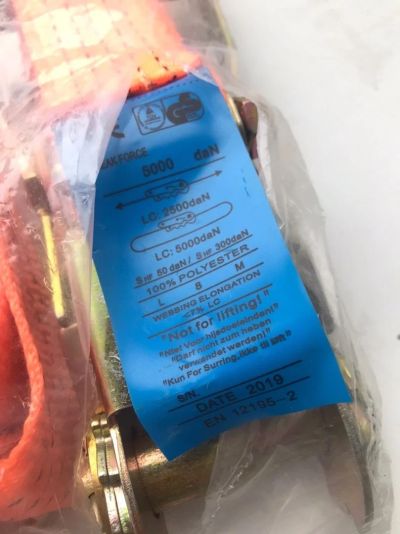 5000 daN
LC: 2500daN
LC: 5000daN
SHF 50 daN / SHF 300daN
100% POLYESTER
L 8 M
WEBBING ELONGATION
<7% LC
"Not for lifting!"
"Niet Voor hijsdoeleinden!"
"Darf nicht zum heben
verwendet werden!"
"Kun For Surring, ikke til løft!"
S/N.
DATE 2019
EN 12195-2